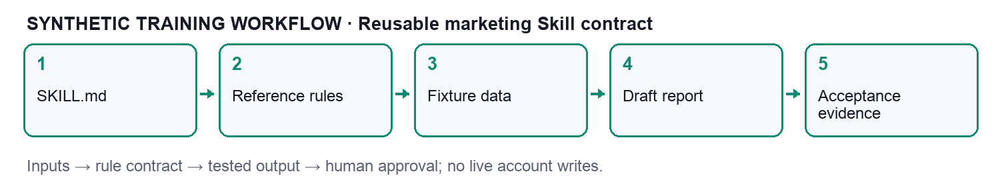 SYNTHETIC TRAINING WORKFLOW · Reusable marketing Skill contract
1
SKILL.md
2
Reference rules
3
Fixture data
4
Draft report
5
Acceptance
evidence
Inputs → rule contract → tested output → human approval; no live account writes.